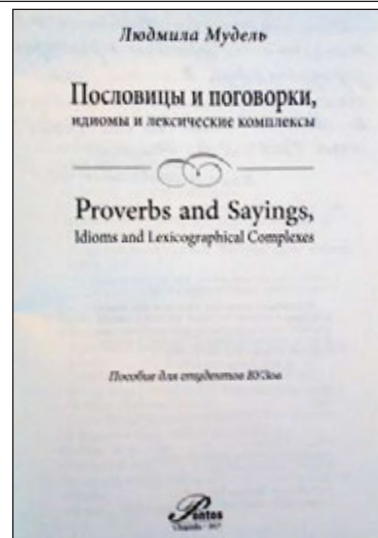 Людмила Мудель
Пословицы и поговорки,
идиомы и лексические комплексы
Proverbs and Sayings,
Idioms and Lexicographical Complexes
Пособие для студентов ВУЗов
Pontos